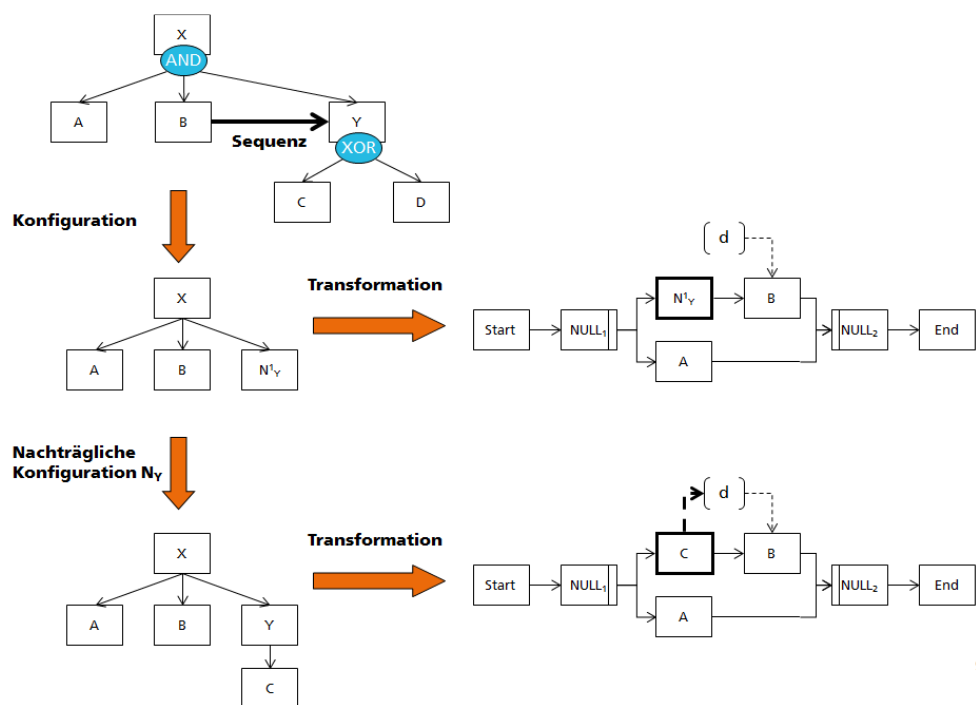 X
AND
A
B
Y
Sequenz
XOR
C
D
Konfiguration
X
A
B
N¹Y
Transformation
Start
NULL₁
N¹Y
B
A
d
NULL₂
End
Nachträgliche
Konfiguration NY
X
A
B
Y
C
Transformation
Start
NULL₁
C
B
A
d
NULL₂
End